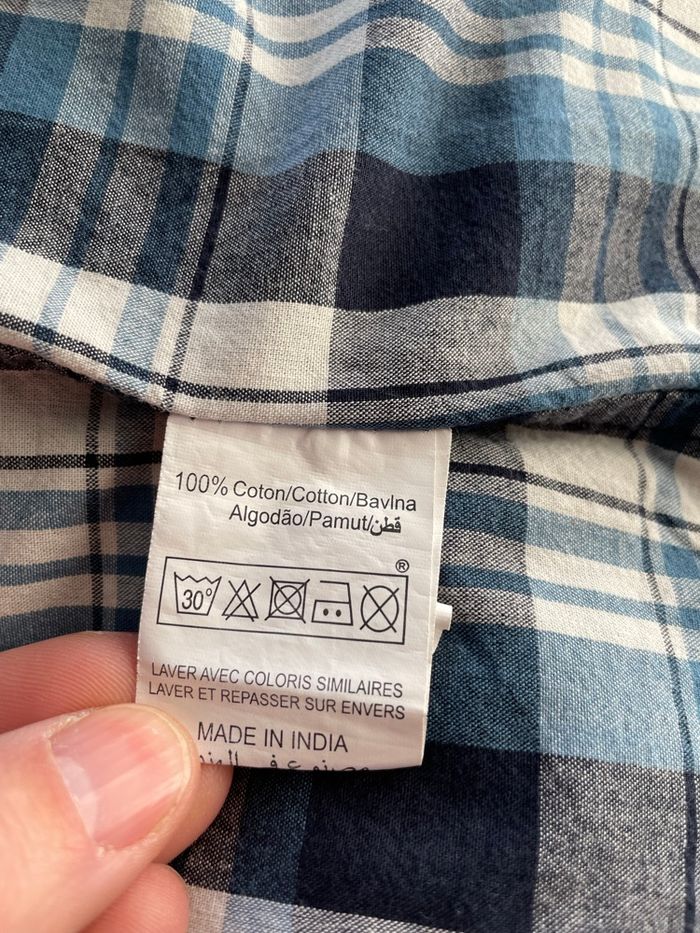 100% Coton/Cotton/Bavlna
Algodão/Pamut/قطن
®
30°
LAVER AVEC COLORIS SIMILAIRES
LAVER ET REPASSER SUR ENVERS
MADE IN INDIA